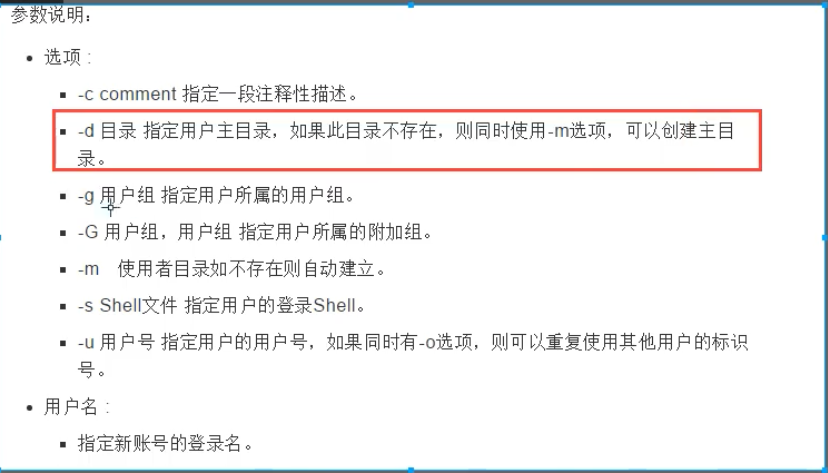 参数说明：
选项 :
-c comment 指定一段注释性描述。
-d 目录 指定用户主目录，如果此目录不存在，则同时使用-m选项，可以创建主目
录。
-g 用户组 指定用户所属的用户组。
-G 用户组，用户组 指定用户所属的附加组。
-m 使用者目录如不存在则自动建立。
-s Shell文件 指定用户的登录Shell。
-u 用户号 指定用户的用户号，如果同时有-o选项，则可以重复使用其他用户的标识
号。
用户名 :
指定新账号的登录名。